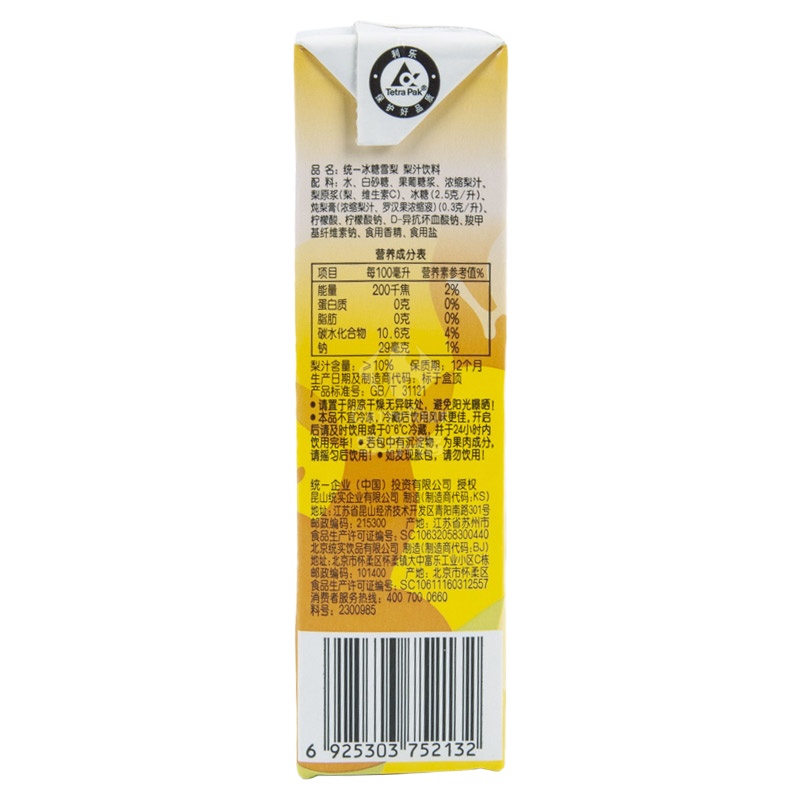 利乐
Tetra Pak®
保护好品质
品 名：统一冰糖雪梨 梨汁饮料
配 料：水、白砂糖、果葡糖浆、浓缩梨汁、
梨原浆(梨、维生素C)、冰糖(2.5克/升)、
炖梨膏(浓缩梨汁、罗汉果浓缩液)(0.3克/升)、
柠檬酸、柠檬酸钠、D-异抗坏血酸钠、羧甲
基纤维素钠、食用香精、食用盐
营养成分表
项目 每100毫升 营养素参考值%
能量 200千焦 2%
蛋白质 0克 0%
脂肪 0克 0%
碳水化合物 10.6克 4%
钠 29毫克 1%
梨汁含量：≥10% 保质期：12个月
生产日期及制造商代码：标于盒顶
产品标准号：GB/T 31121
●请置于阴凉干燥无异味处，避免阳光曝晒！
●本品不宜冷冻，冷藏后饮用风味更佳，开启
后请及时饮用或于0~6℃冷藏，并于24小时内
饮用完毕！●若包中有沉淀物，为果肉成分，
请摇匀后饮用！●如发现胀包，请勿饮用！
统一企业（中国）投资有限公司 授权
昆山统实企业有限公司 制造(制造商代码:KS)
地址：江苏省昆山经济技术开发区青阳南路301号
邮政编码：215300 产地：江苏省苏州市
食品生产许可证编号：SC10632058300440
北京统实饮品有限公司 制造(制造商代码:BJ)
地址：北京市怀柔区怀柔镇大中富乐工业小区C栋
邮政编码：101400 产地：北京市怀柔区
食品生产许可证编号：SC10611160312557
消费者服务热线：400 700 0660
料号：2300985
6 925303 752132